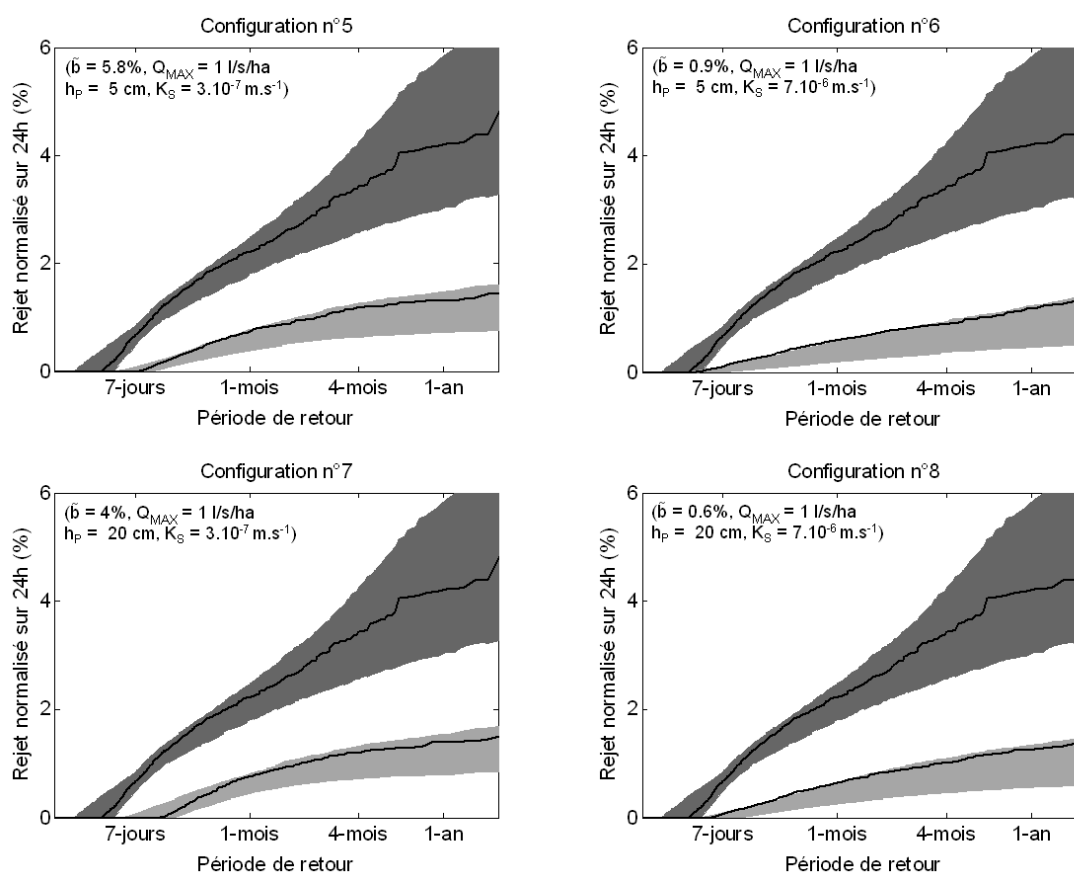 Configuration n°5
Rejet normalisé sur 24h (%)
6
4
2
0
(b̃ = 5.8%, Q_MAX = 1 l/s/ha
h_P = 5 cm, K_S = 3.10⁻⁷ m.s⁻¹)
7-jours
1-mois
4-mois
1-an
Période de retour
Configuration n°6
Rejet normalisé sur 24h (%)
6
4
2
0
(b̃ = 0.9%, Q_MAX = 1 l/s/ha
h_P = 5 cm, K_S = 7.10⁻⁶ m.s⁻¹)
7-jours
1-mois
4-mois
1-an
Période de retour
Configuration n°7
Rejet normalisé sur 24h (%)
6
4
2
0
(b̃ = 4%, Q_MAX = 1 l/s/ha
h_P = 20 cm, K_S = 3.10⁻⁷ m.s⁻¹)
7-jours
1-mois
4-mois
1-an
Période de retour
Configuration n°8
Rejet normalisé sur 24h (%)
6
4
2
0
(b̃ = 0.6%, Q_MAX = 1 l/s/ha
h_P = 20 cm, K_S = 7.10⁻⁶ m.s⁻¹)
7-jours
1-mois
4-mois
1-an
Période de retour